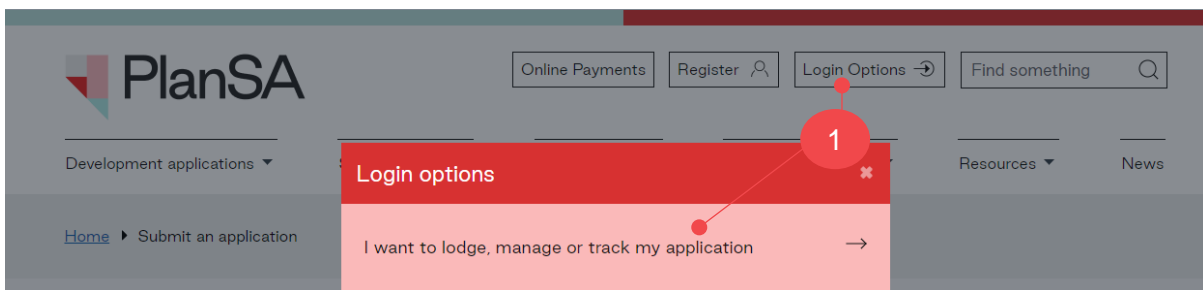 PlanSA
Online Payments
Register
Login Options
Find something
1
Development applications
S
Resources
News
Login options
Home
Submit an application
I want to lodge, manage or track my application